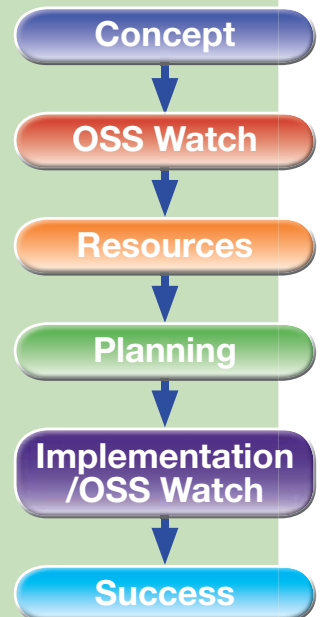 Concept
OSS Watch
Resources
Planning
Implementation
/OSS Watch
Success